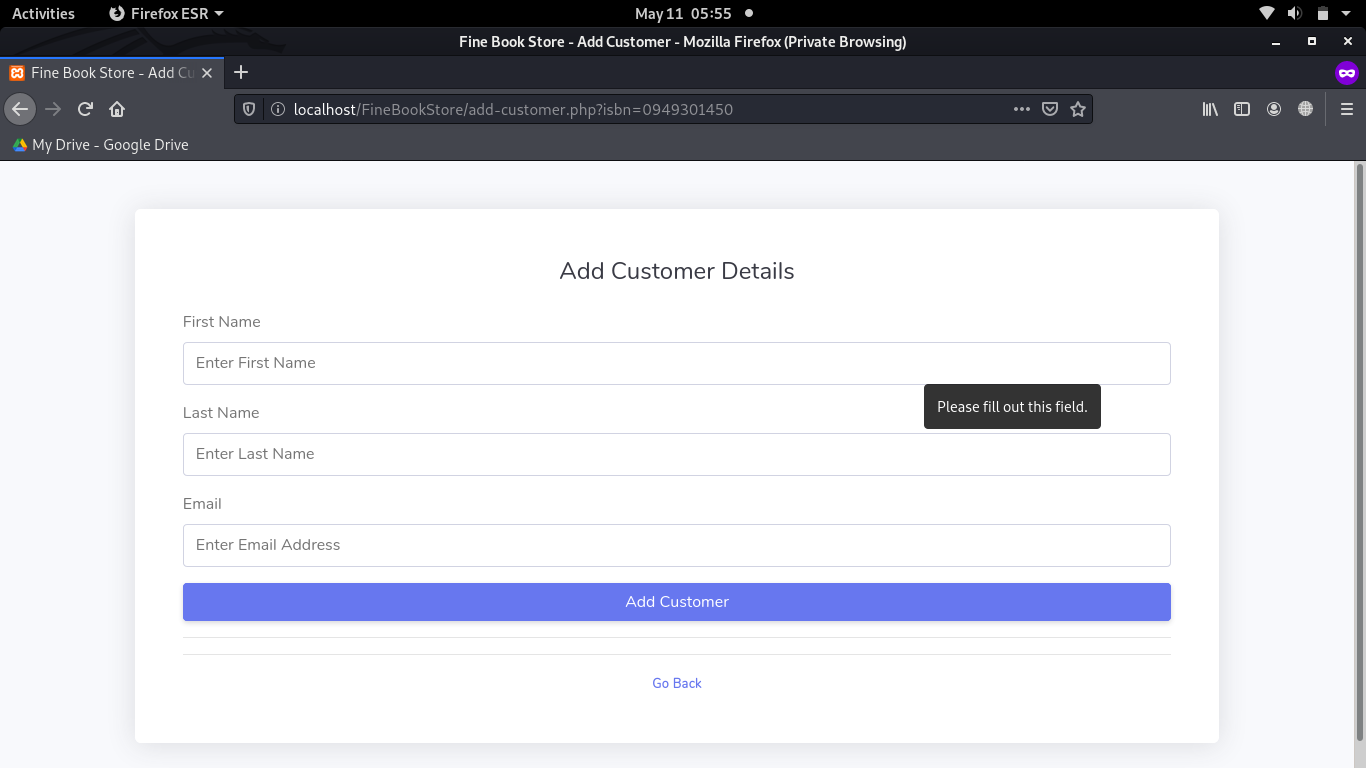 Activities Firefox ESR May 11 05:55
Fine Book Store - Add Customer - Mozilla Firefox (Private Browsing)
Fine Book Store - Add Cu
localhost/FineBookStore/add-customer.php?isbn=0949301450
My Drive - Google Drive
Add Customer Details
First Name
Enter First Name
Please fill out this field.
Last Name
Enter Last Name
Email
Enter Email Address
Add Customer
Go Back